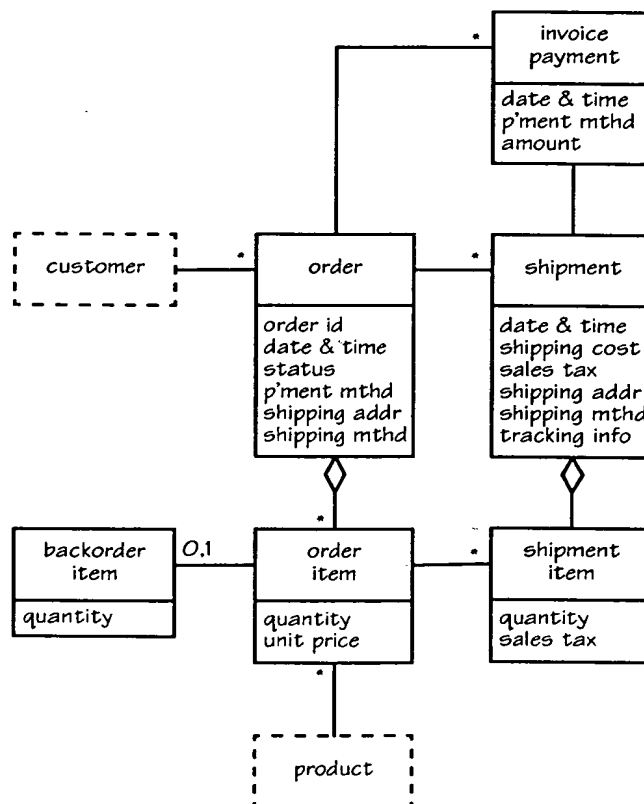 *
invoice
payment
date & time
p'ment mthd
amount
customer
*
order
*
shipment
order id
date & time
status
p'ment mthd
shipping addr
shipping mthd
date & time
shipping cost
sales tax
shipping addr
shipping mthd
tracking info
*
backorder
item
0,1
order
item
*
shipment
item
quantity
quantity
unit price
quantity
sales tax
*
product